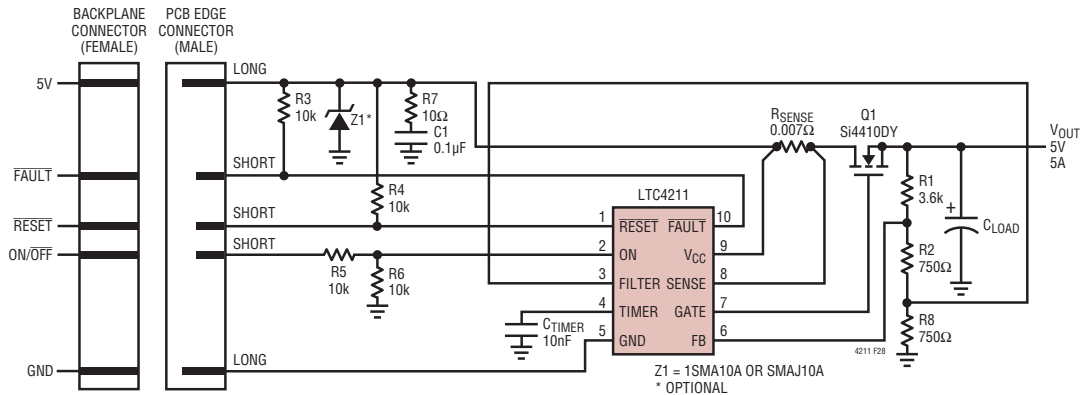 BACKPLANE
CONNECTOR
(FEMALE)
PCB EDGE
CONNECTOR
(MALE)
5V
FAULT
RESET
ON/OFF
GND
LONG
SHORT
SHORT
SHORT
LONG
R3
10k
Z1*
R7
10Ω
C1
0.1µF
R4
10k
R5
10k
R6
10k
CTIMER
10nF
LTC4211
1
RESET
FAULT
10
2
ON
VCC
9
3
FILTER
SENSE
8
4
TIMER
GATE
7
5
GND
FB
6
RSENSE
0.007Ω
Q1
Si4410DY
R1
3.6k
R2
750Ω
R8
750Ω
CLOAD
+
VOUT
5V
5A
4211 F28
Z1 = 1SMA10A OR SMAJ10A
* OPTIONAL